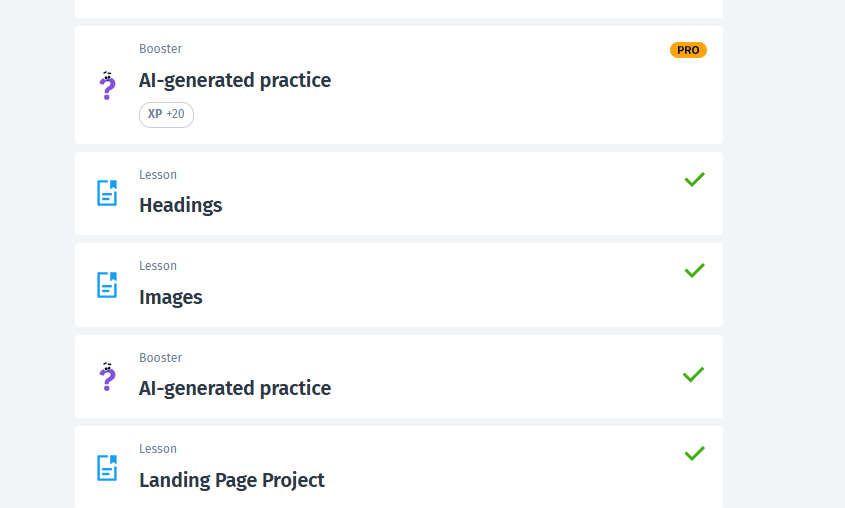 Booster
PRO
AI-generated practice
XP +20
Lesson
Headings
Lesson
Images
Booster
AI-generated practice
Lesson
Landing Page Project